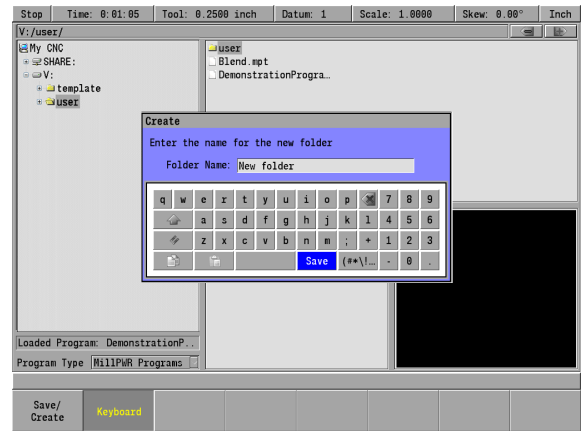 Stop Time: 0:01:05 Tool: 0.2500 inch Datum: 1 Scale: 1.0000 Skew: 0.00° Inch
V:/user/
My CNC
SHARE:
V:
template
user
user
Blend.mpt
DemonstrationProgra…
Create
Enter the name for the new folder
Folder Name: New folder
q w e r t y u i o p 7 8 9
a s d f g h j k l 4 5 6
z x c v b n m ; + 1 2 3
Save (#*\!… - 0 .
Loaded Program: DemonstrationP..
Program Type MillPWR Programs
Save/
Create
Keyboard